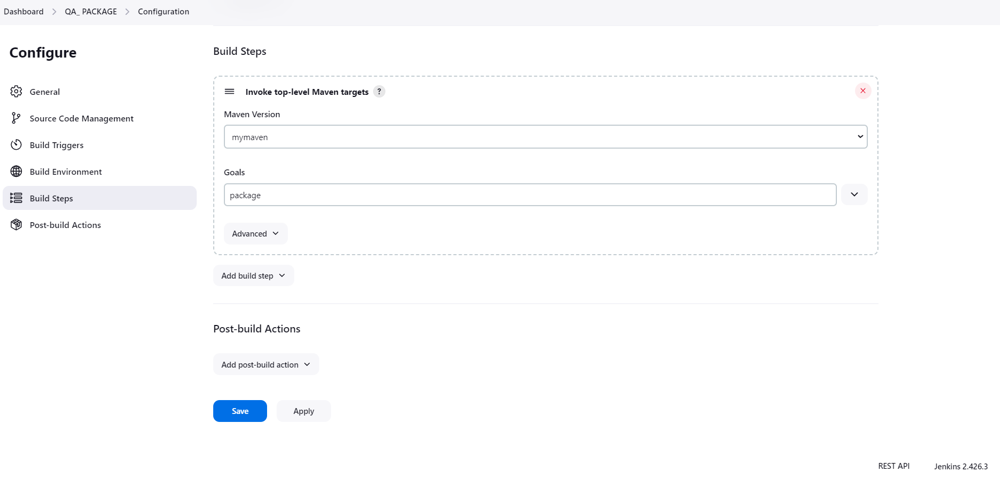 Dashboard > QA_ PACKAGE > Configuration
Configure
General
Source Code Management
Build Triggers
Build Environment
Build Steps
Post-build Actions
Build Steps
Invoke top-level Maven targets ?
Maven Version
mymaven
Goals
package
Advanced
Add build step
Post-build Actions
Add post-build action
Save Apply
REST API Jenkins 2.426.3